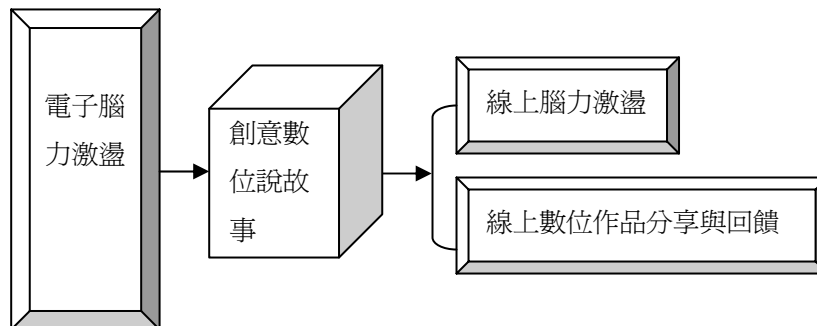 電子腦
力激盪
創意數
位說故
事
線上腦力激盪
線上數位作品分享與回饋